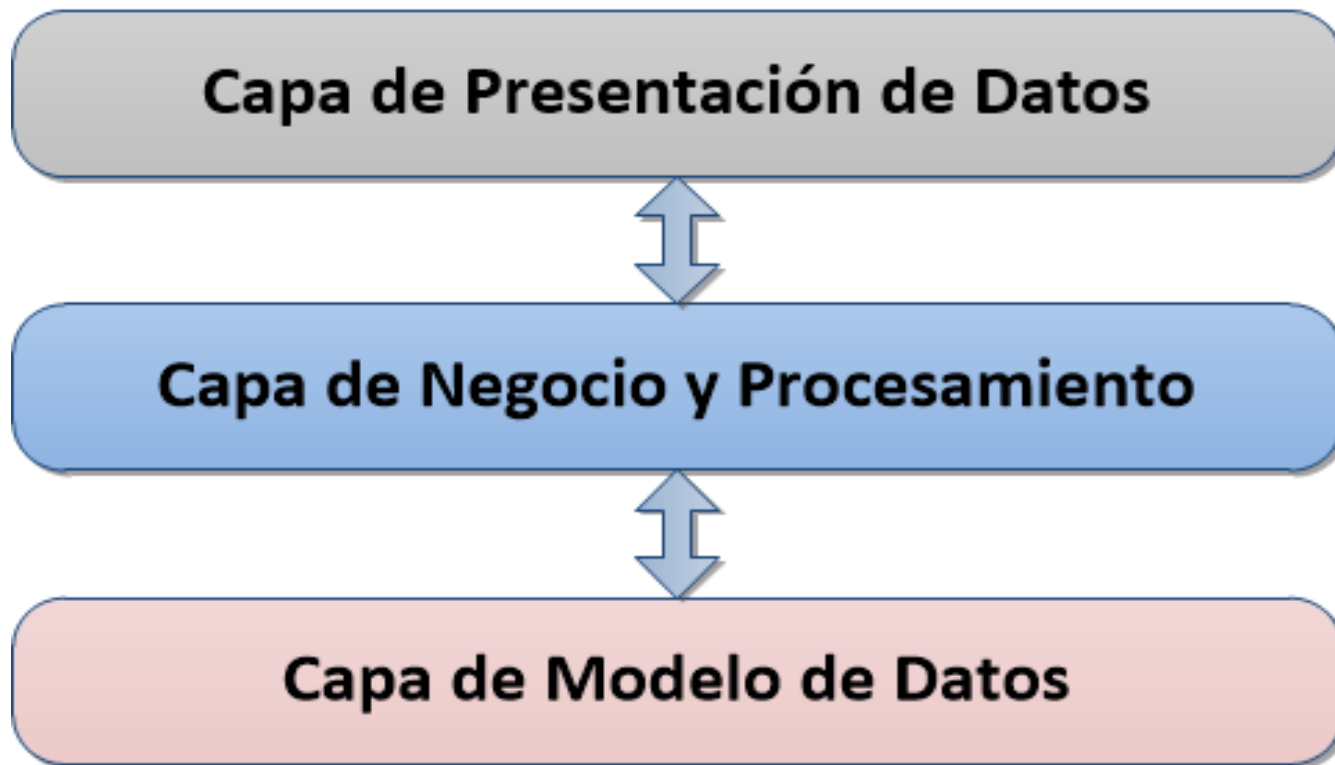 Capa de Presentación de Datos
Capa de Negocio y Procesamiento
Capa de Modelo de Datos